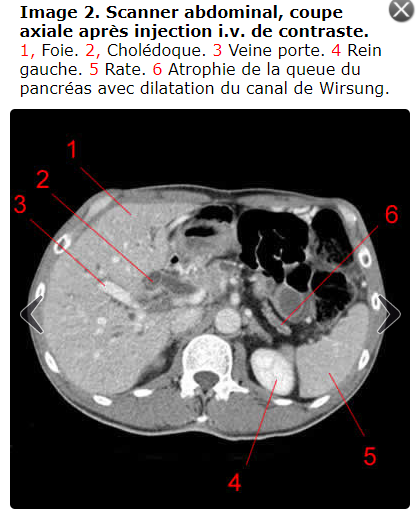 Image 2. Scanner abdominal, coupe
axiale après injection i.v. de contraste.
1, Foie. 2, Cholédoque. 3 Veine porte. 4 Rein
gauche. 5 Rate. 6 Atrophie de la queue du
pancréas avec dilatation du canal de Wirsung.
1
2
3
6
5
4